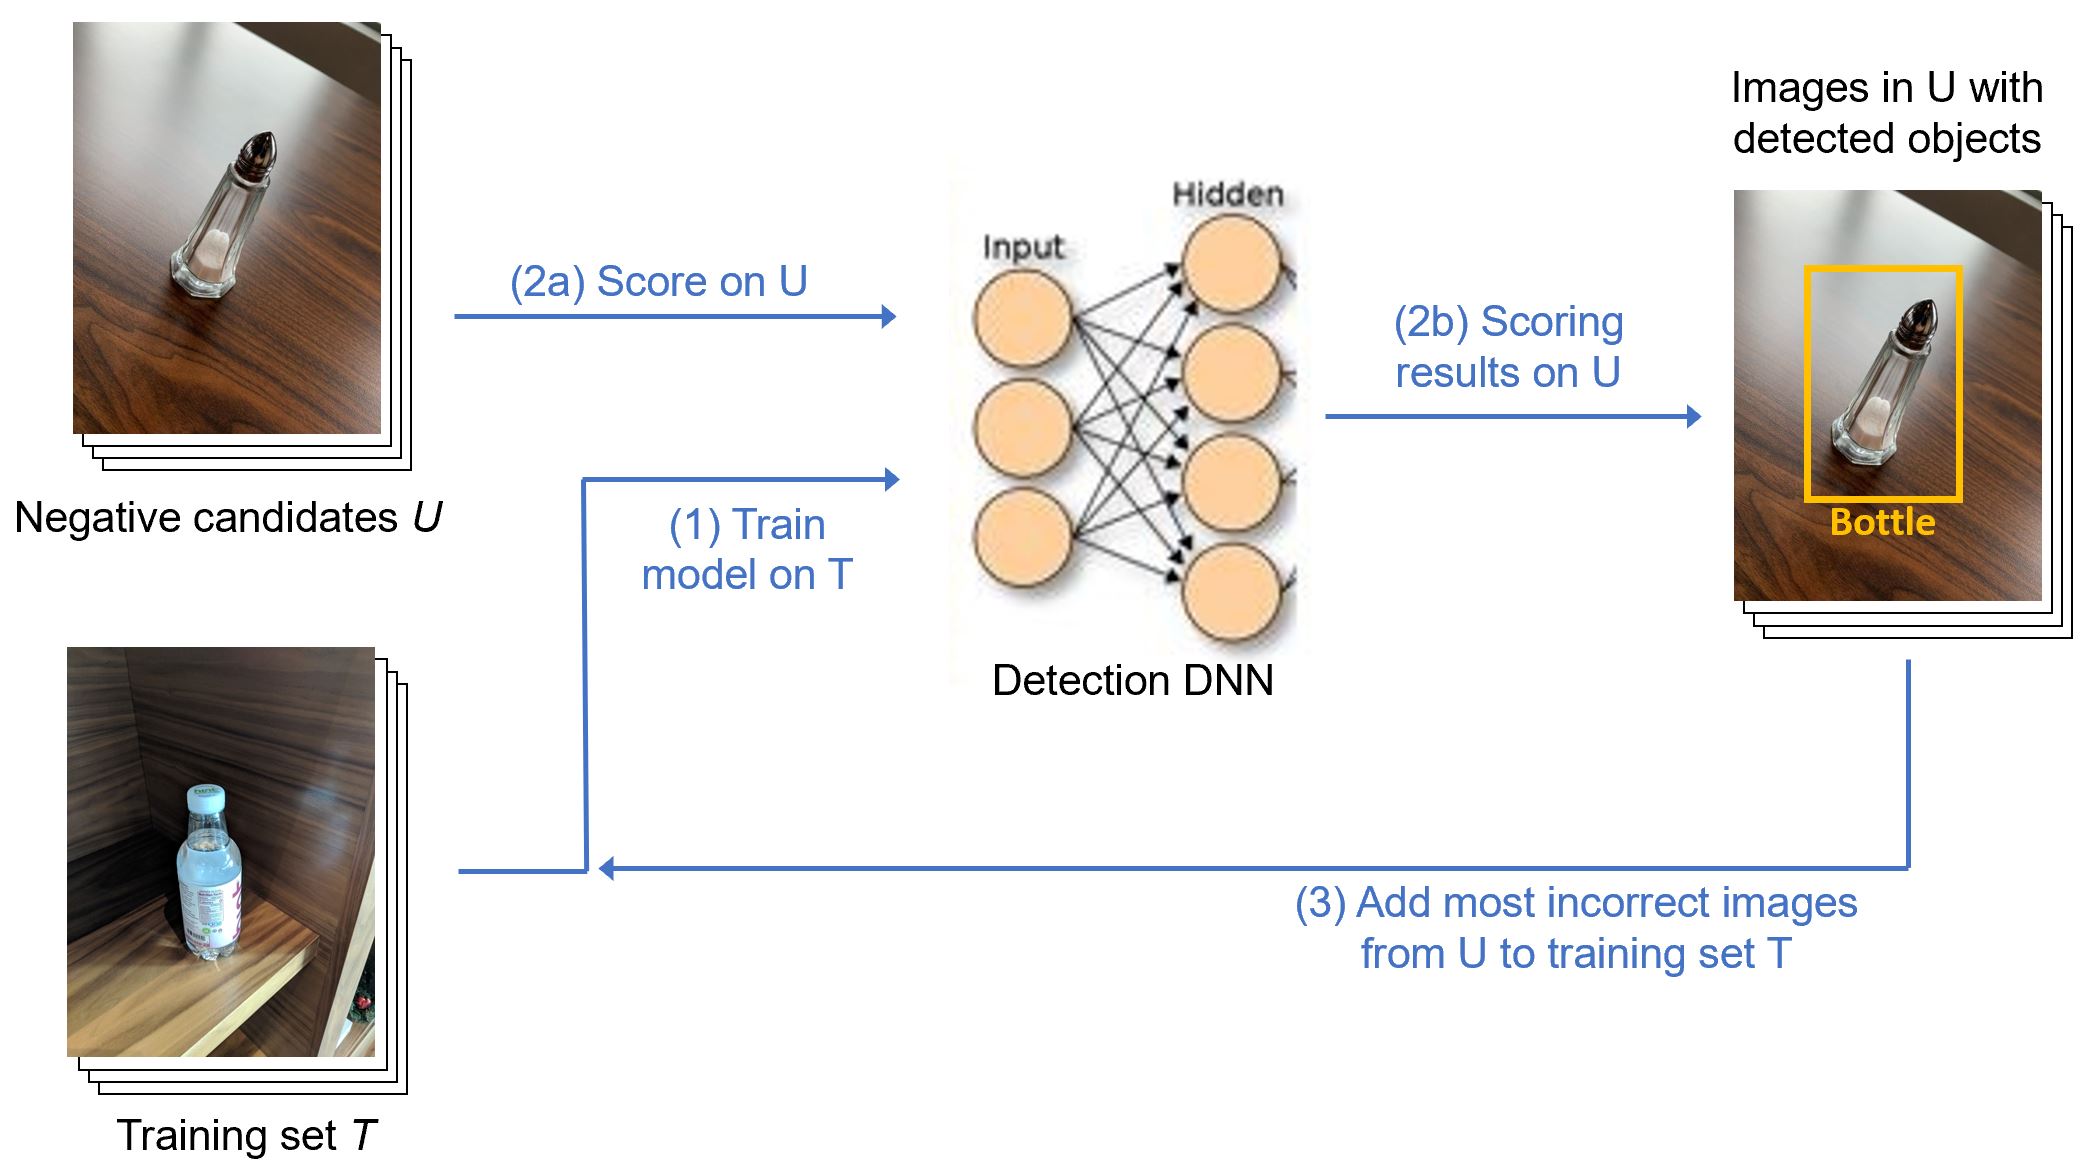 Images in U with
detected objects
Hidden
Input
(2a) Score on U
(2b) Scoring
results on U
Negative candidates U
(1) Train
model on T
Bottle
Detection DNN
(3) Add most incorrect images
from U to training set T
Training set T